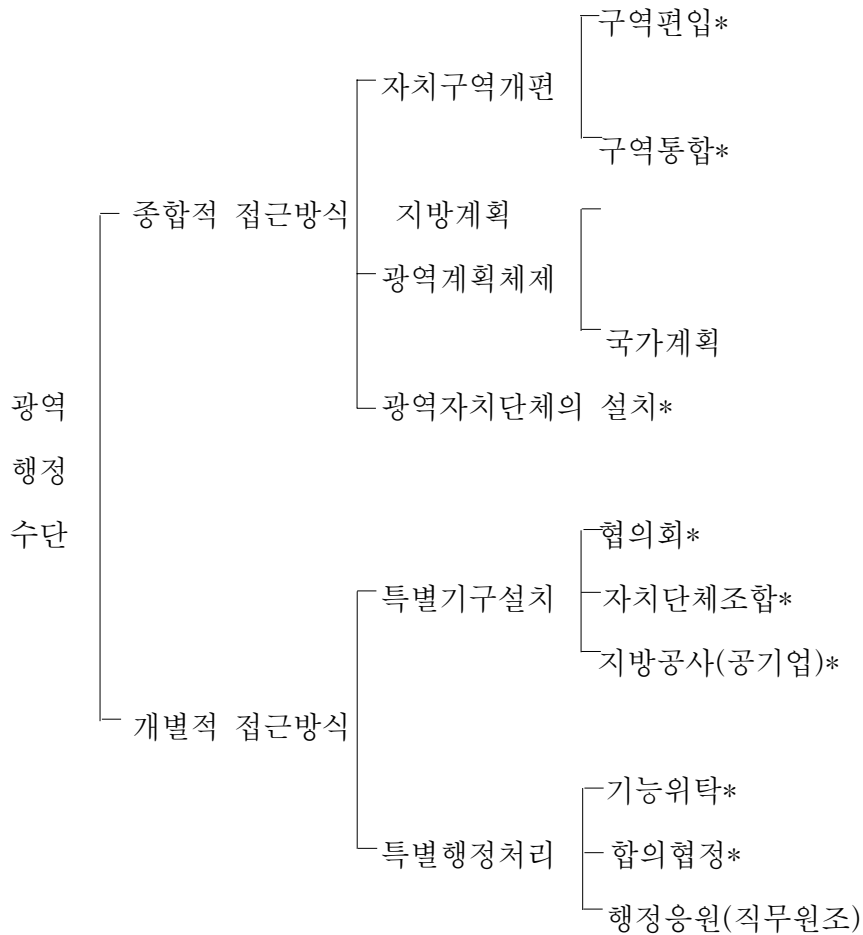 구역편입*
자치구역개편
구역통합*
종합적 접근방식 지방계획
광역계획체제
국가계획
광역 광역자치단체의 설치*
행정
수단 협의회*
특별기구설치 자치단체조합*
지방공사(공기업)*
개별적 접근방식
기능위탁*
특별행정처리 합의협정*
행정응원(직무원조)